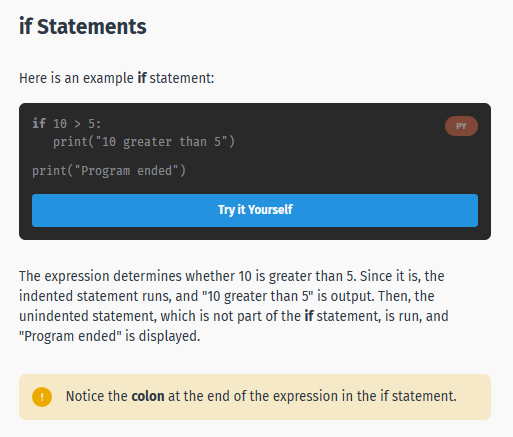 if Statements
Here is an example if statement:
if 10 > 5:
PY
print("10 greater than 5")
print("Program ended")
Try it Yourself
The expression determines whether 10 is greater than 5. Since it is, the
indented statement runs, and "10 greater than 5" is output. Then, the
unindented statement, which is not part of the if statement, is run, and
"Program ended" is displayed.
! Notice the colon at the end of the expression in the if statement.